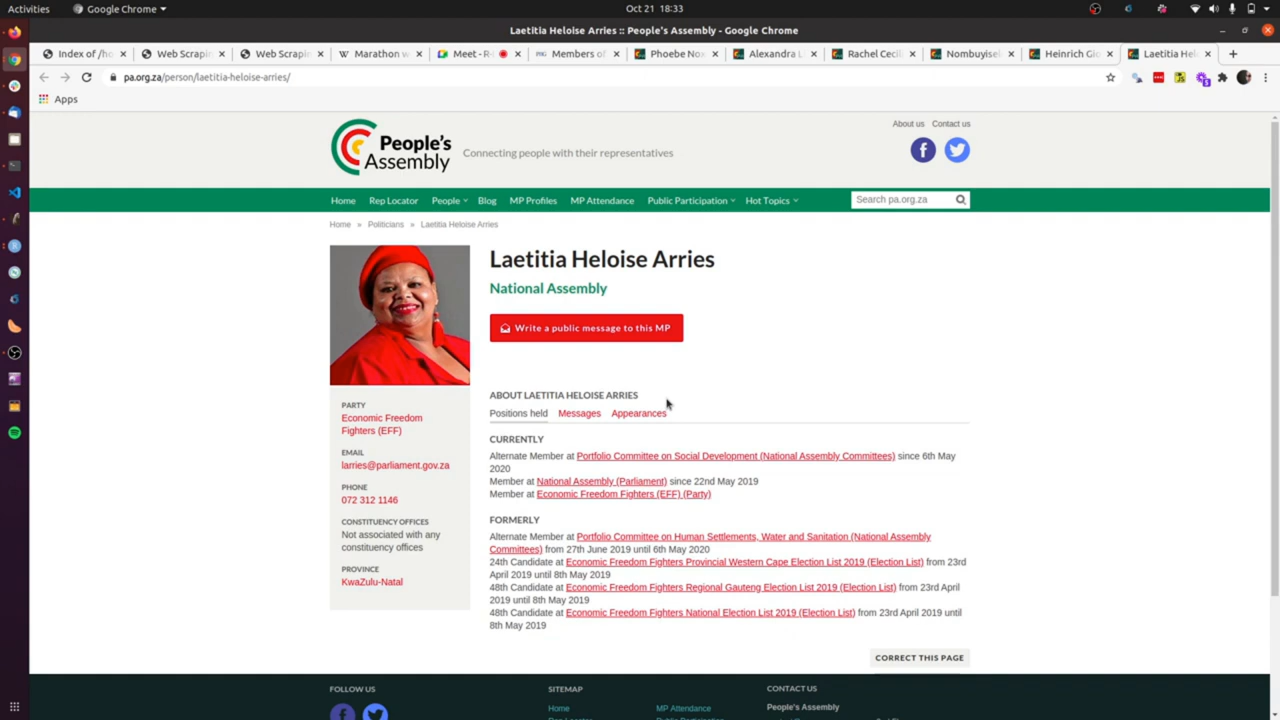 Activities Google Chrome Oct 21 18:33
Laetitia Heloise Arries :: People's Assembly - Google Chrome
Index of /ho Web Scrapin Web Scrapin Marathon w Meet - R Members of Phoebe Nox Alexandra L Rachel Cecil Nombuyisel Heinrich Gio Laetitia Hel
pa.org.za/person/laetitia-heloise-arries/
Apps
About us Contact us
People's
Assembly
Connecting people with their representatives
Home Rep Locator People Blog MP Profiles MP Attendance Public Participation Hot Topics Search pa.org.za
Home » Politicians » Laetitia Heloise Arries
Laetitia Heloise Arries
National Assembly
Write a public message to this MP
PARTY
Economic Freedom
Fighters (EFF)
EMAIL
larries@parliament.gov.za
PHONE
072 312 1146
CONSTITUENCY OFFICES
Not associated with any
constituency offices
PROVINCE
KwaZulu-Natal
ABOUT LAETITIA HELOISE ARRIES
Positions held Messages Appearances
CURRENTLY
Alternate Member at Portfolio Committee on Social Development (National Assembly Committees) since 6th May
2020
Member at National Assembly (Parliament) since 22nd May 2019
Member at Economic Freedom Fighters (EFF) (Party)
FORMERLY
Alternate Member at Portfolio Committee on Human Settlements, Water and Sanitation (National Assembly
Committees) from 27th June 2019 until 6th May 2020
24th Candidate at Economic Freedom Fighters Provincial Western Cape Election List 2019 (Election List) from 23rd
April 2019 until 8th May 2019
48th Candidate at Economic Freedom Fighters Regional Gauteng Election List 2019 (Election List) from 23rd April
2019 until 8th May 2019
48th Candidate at Economic Freedom Fighters National Election List 2019 (Election List) from 23rd April 2019 until
8th May 2019
CORRECT THIS PAGE
FOLLOW US SITEMAP CONTACT US
Home MP Attendance People's Assembly